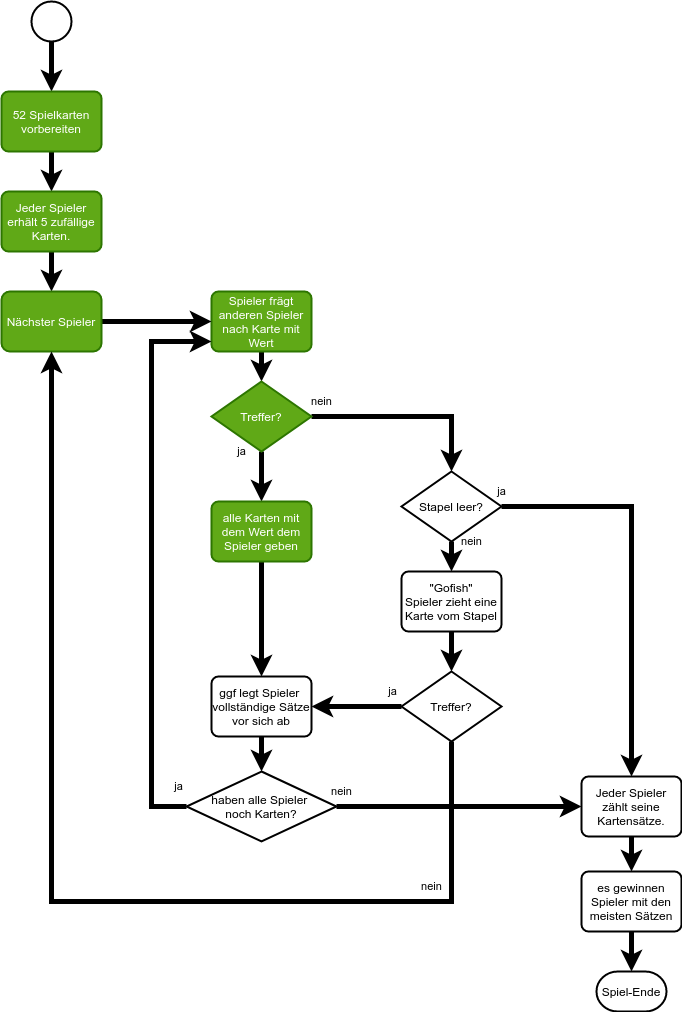 52 Spielkarten
vorbereiten
Jeder Spieler
erhält 5 zufällige
Karten.
Nächster Spieler
Spieler frägt
anderen Spieler
nach Karte mit
Wert
Treffer?
nein
ja
alle Karten mit
dem Wert dem
Spieler geben
Stapel leer?
ja
nein
"Gofish"
Spieler zieht eine
Karte vom Stapel
Treffer?
ja
nein
ggf legt Spieler
vollständige Sätze
vor sich ab
haben alle Spieler
noch Karten?
ja
nein
Jeder Spieler
zählt seine
Kartensätze.
es gewinnen
Spieler mit den
meisten Sätzen
Spiel-Ende